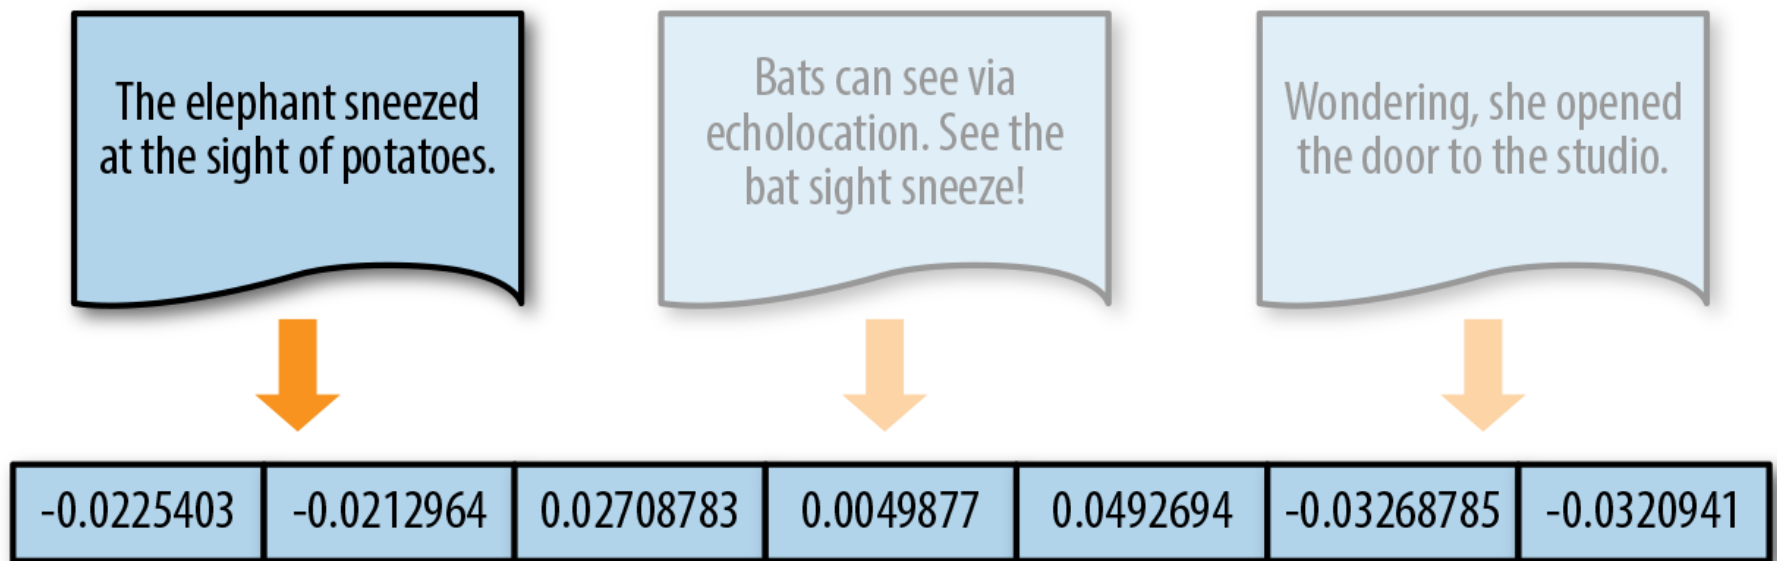 The elephant sneezed
at the sight of potatoes.
Bats can see via
echolocation. See the
bat sight sneeze!
Wondering, she opened
the door to the studio.
-0.0225403 -0.0212964 0.02708783 0.0049877 0.0492694 -0.03268785 -0.0320941